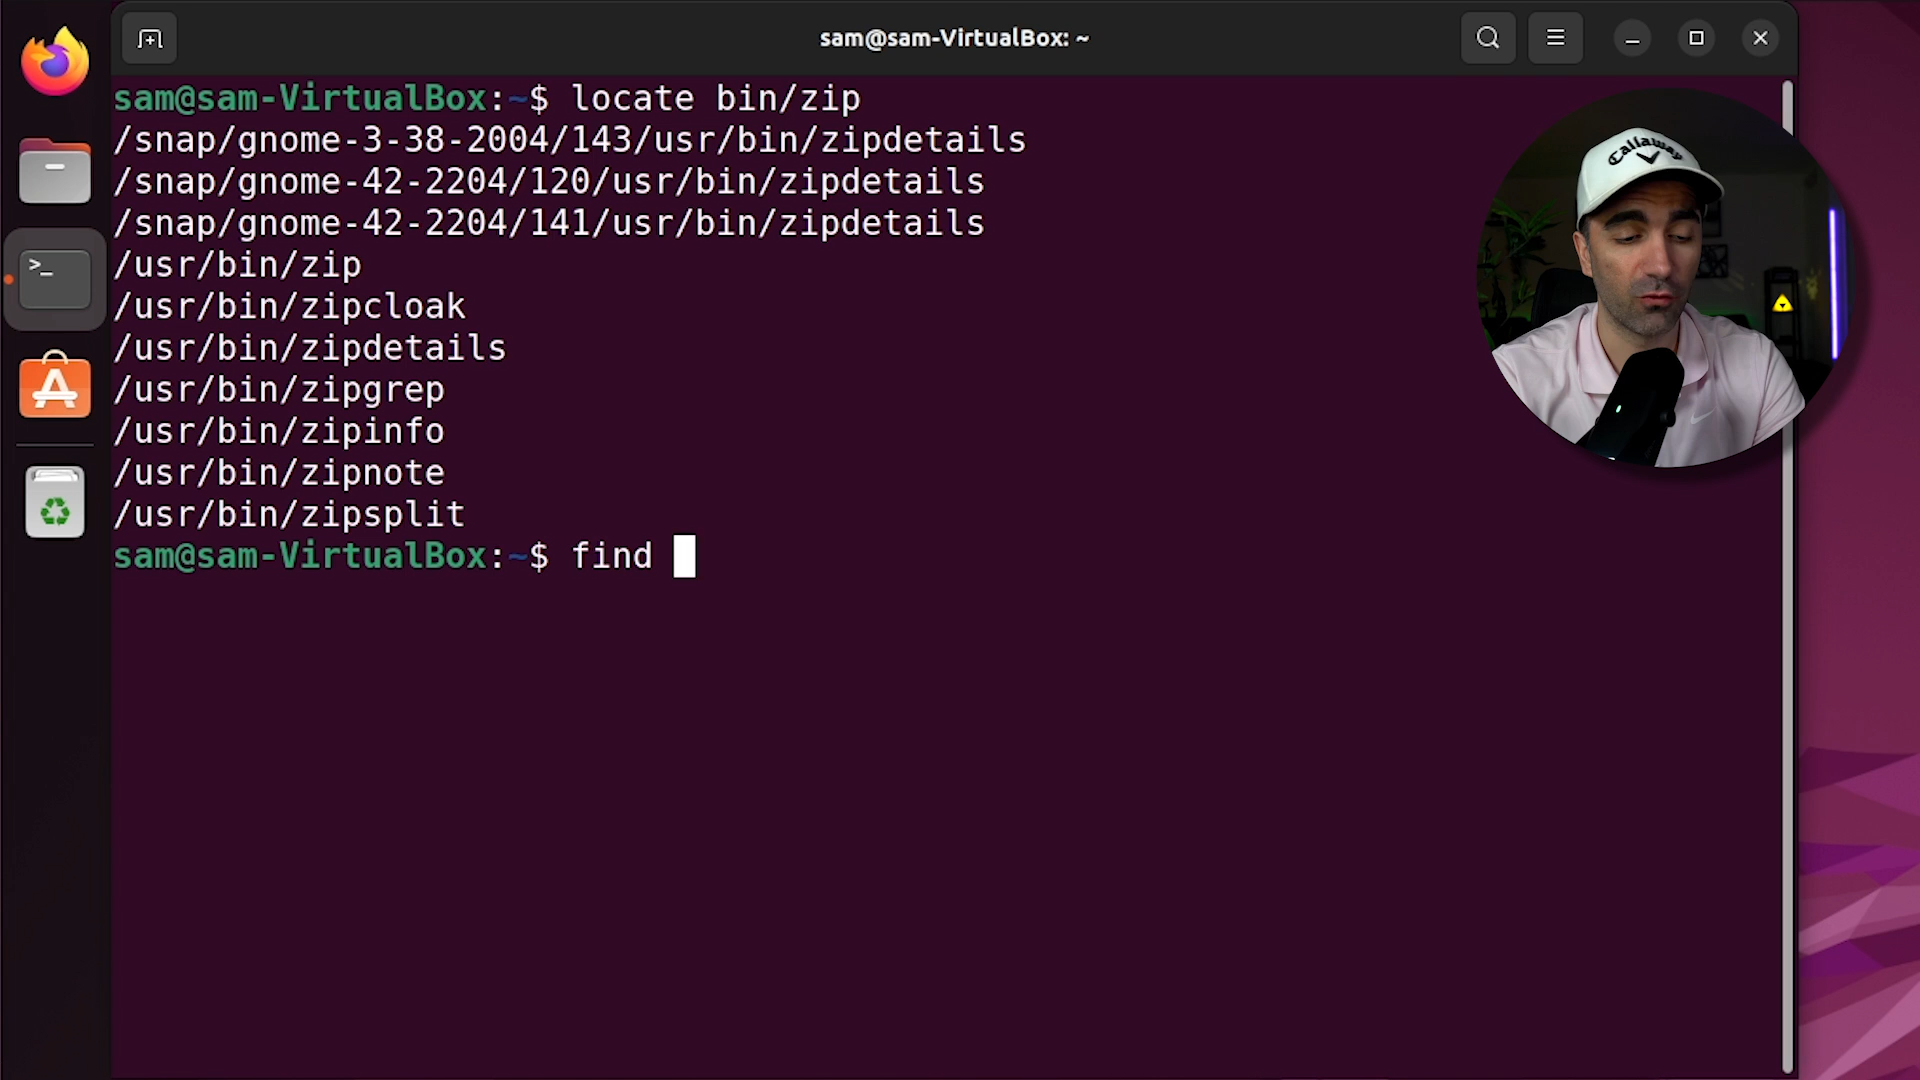 sam@sam-VirtualBox: ~
sam@sam-VirtualBox:~$ locate bin/zip
/snap/gnome-3-38-2004/143/usr/bin/zipdetails
/snap/gnome-42-2204/120/usr/bin/zipdetails
/snap/gnome-42-2204/141/usr/bin/zipdetails
/usr/bin/zip
/usr/bin/zipcloak
/usr/bin/zipdetails
/usr/bin/zipgrep
/usr/bin/zipinfo
/usr/bin/zipnote
/usr/bin/zipsplit
sam@sam-VirtualBox:~$ find
Callaway